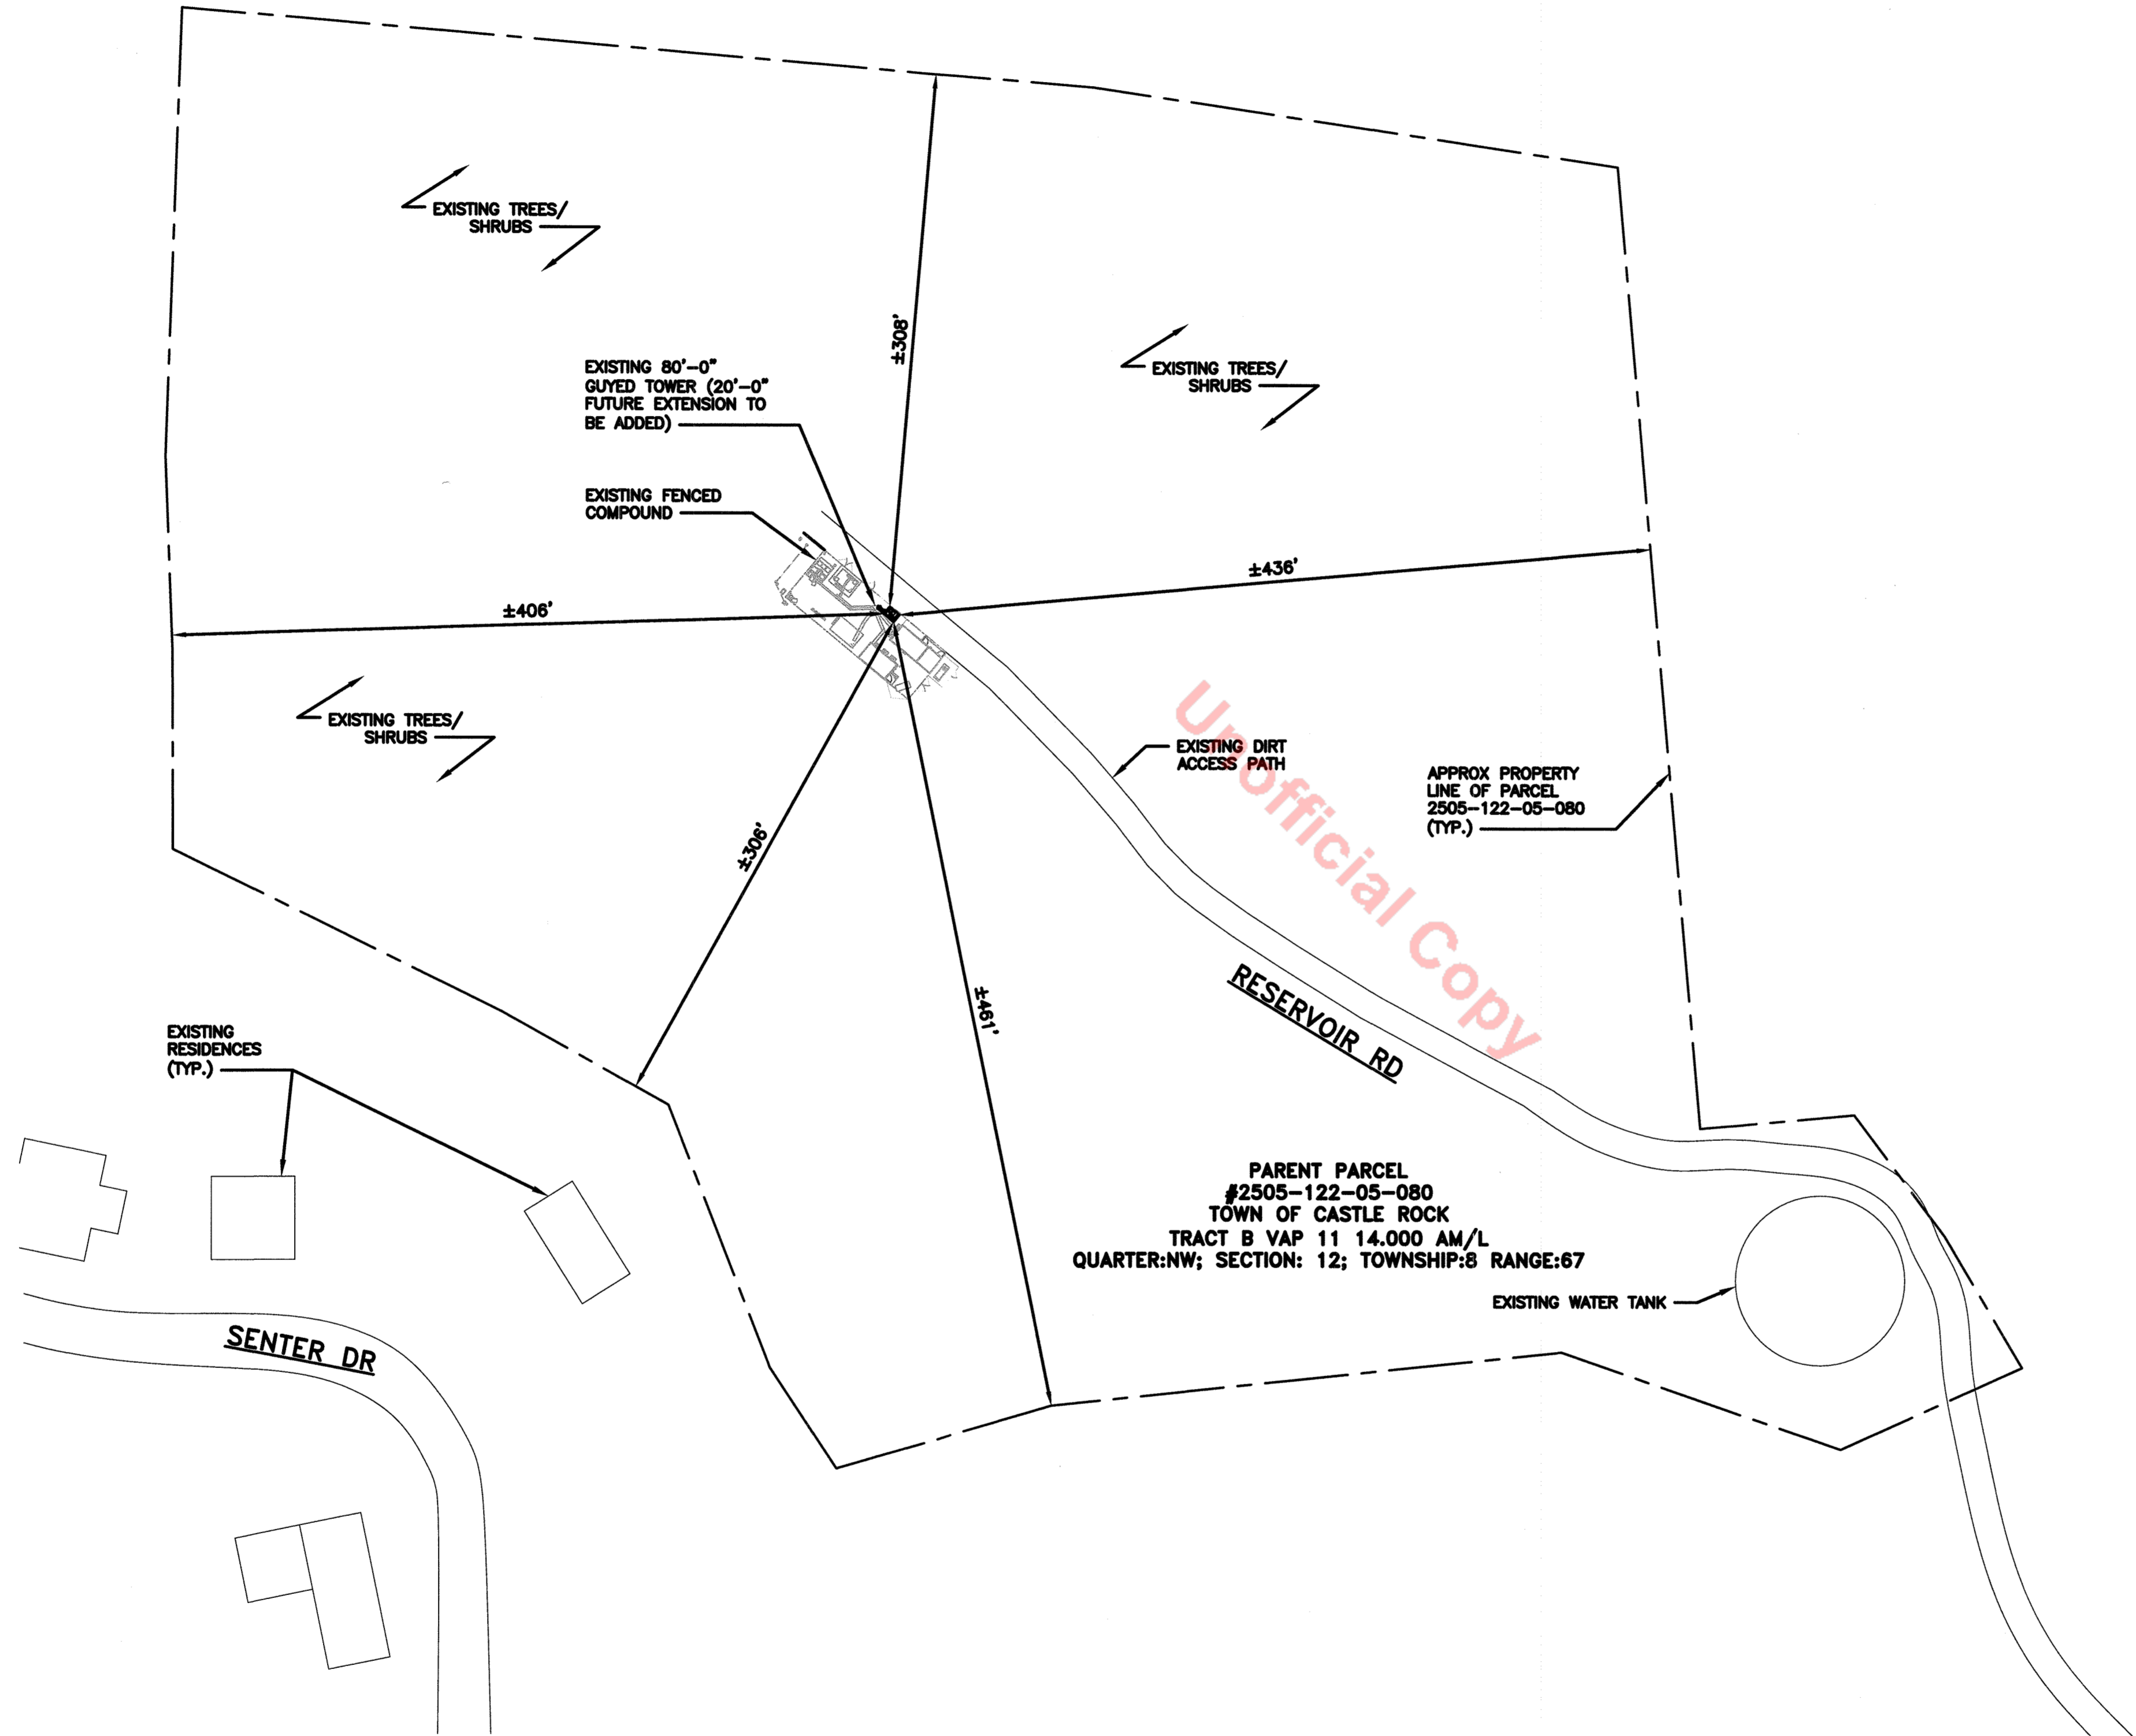 EXISTING TREES/
SHRUBS
±308'
EXISTING 80'-0"
GUYED TOWER (20'-0"
FUTURE EXTENSION TO
BE ADDED)
EXISTING TREES/
SHRUBS
EXISTING FENCED
COMPOUND
±436'
±406'
EXISTING TREES/
SHRUBS
EXISTING DIRT
ACCESS PATH
APPROX PROPERTY
LINE OF PARCEL
2505-122-05-080
(TYP.)
Unofficial Copy
±306'
±461'
RESERVOIR RD
EXISTING
RESIDENCES
(TYP.)
PARENT PARCEL
#2505-122-05-080
TOWN OF CASTLE ROCK
TRACT B VAP 11 14.000 AM/L
QUARTER:NW; SECTION: 12; TOWNSHIP:8 RANGE:67
EXISTING WATER TANK
SENTER DR